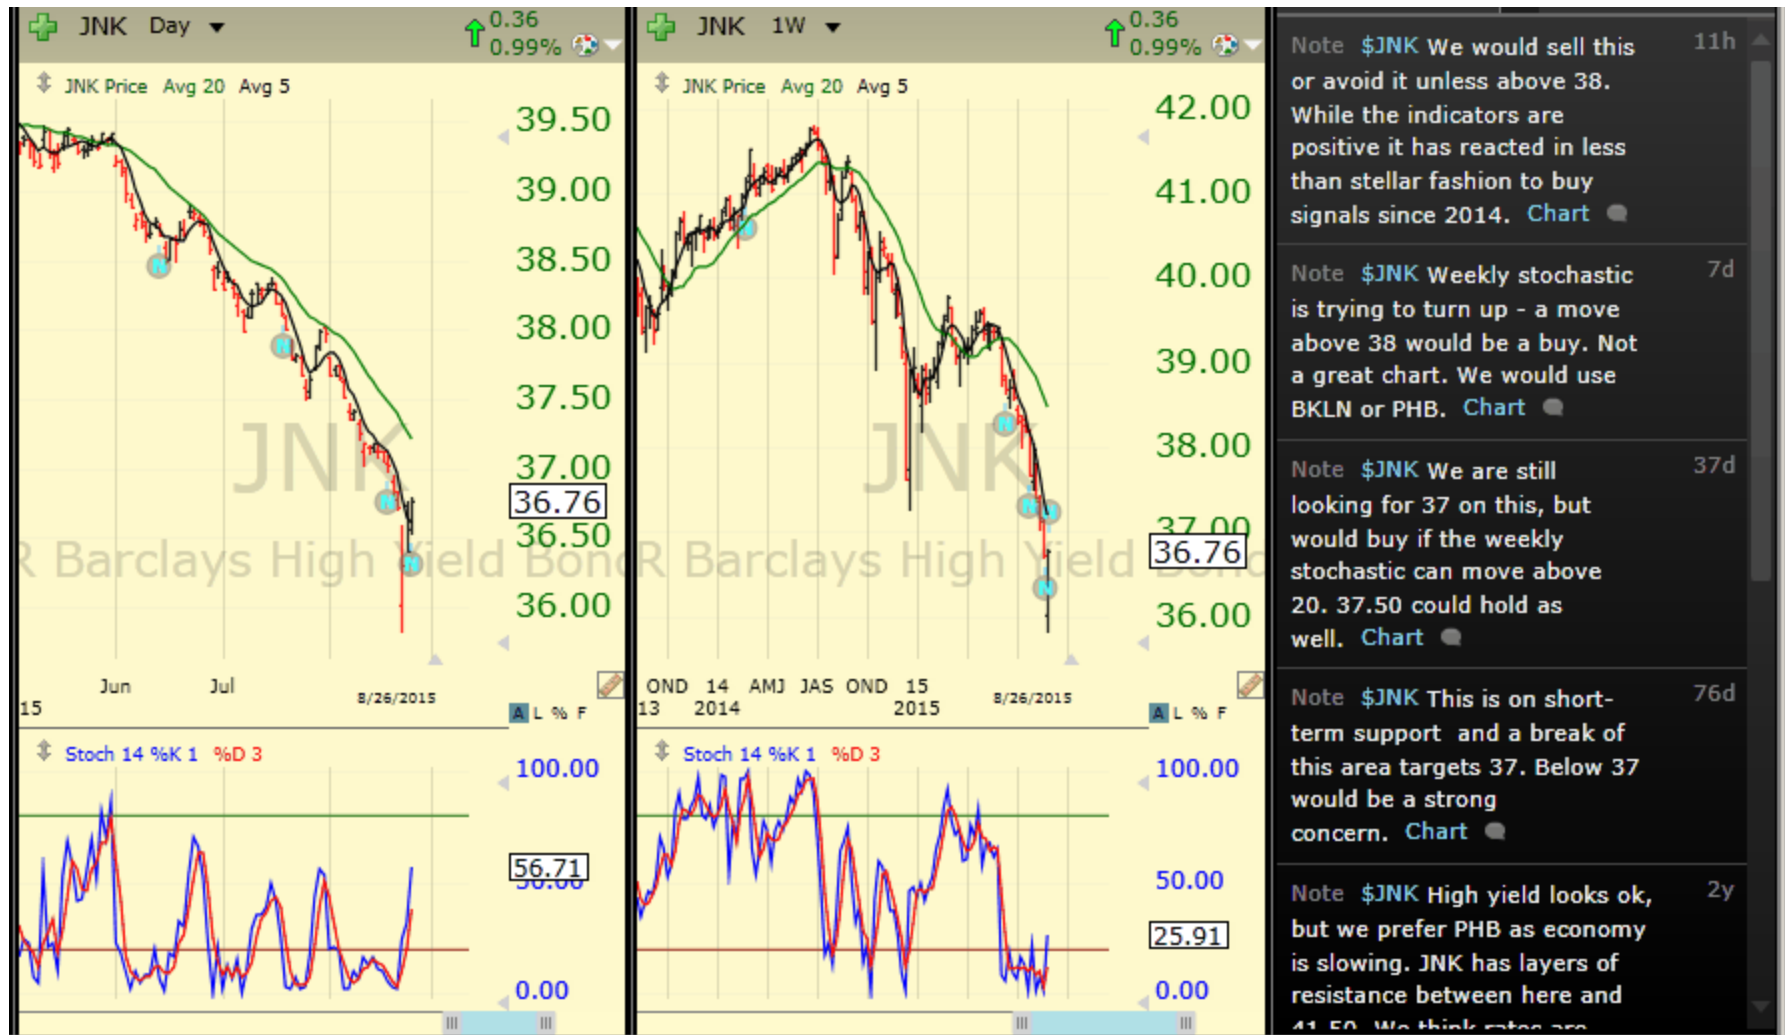 JNK Day
0.36
0.99%
JNK Price Avg 20 Avg 5
39.50
39.00
38.50
38.00
37.50
37.00
36.76
36.50
36.00
JNK
R Barclays High Yield Bond
N
N
N
N
Jun Jul 8/26/2015
15
A L % F
Stoch 14 %K 1 %D 3
100.00
56.71
50.00
0.00
JNK 1W
0.36
0.99%
JNK Price Avg 20 Avg 5
42.00
41.00
40.00
39.00
38.00
37.00
36.76
36.00
JNK
R Barclays High Yield Bond
N
N
N
N
N
OND 14 AMJ JAS OND 15 8/26/2015
13 2014 2015
A L % F
Stoch 14 %K 1 %D 3
100.00
50.00
25.91
0.00
Note $JNK We would sell this 11h
or avoid it unless above 38.
While the indicators are
positive it has reacted in less
than stellar fashion to buy
signals since 2014. Chart
Note $JNK Weekly stochastic 7d
is trying to turn up - a move
above 38 would be a buy. Not
a great chart. We would use
BKLN or PHB. Chart
Note $JNK We are still 37d
looking for 37 on this, but
would buy if the weekly
stochastic can move above
20. 37.50 could hold as
well. Chart
Note $JNK This is on short- 76d
term support and a break of
this area targets 37. Below 37
would be a strong
concern. Chart
Note $JNK High yield looks ok, 2y
but we prefer PHB as economy
is slowing. JNK has layers of
resistance between here and
41.50. We think rates are